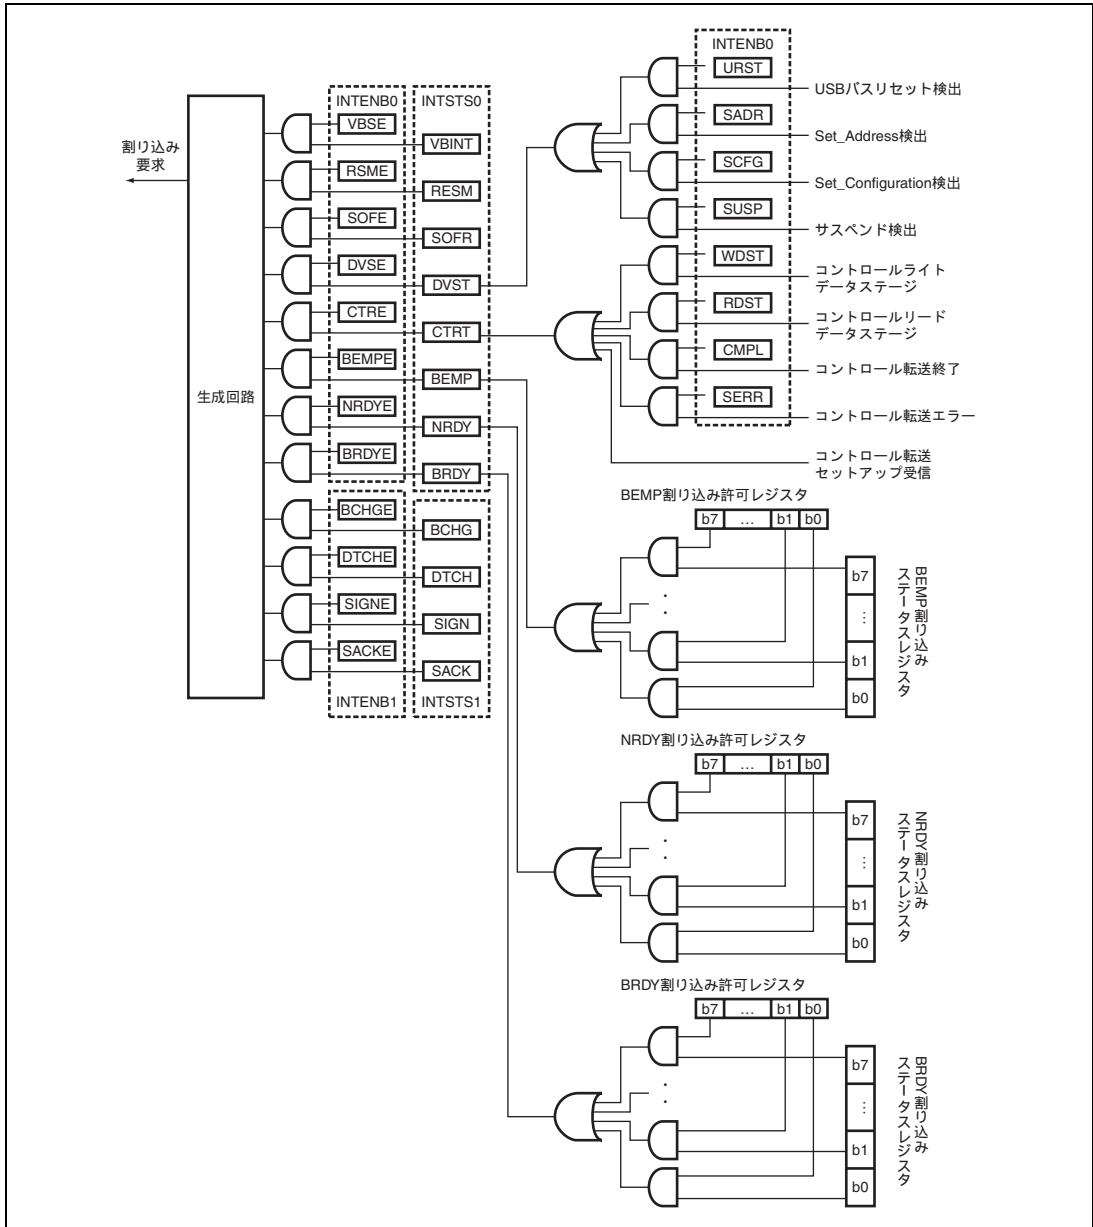 割り込み
要求
生成回路
INTENB0
VBSE
RSME
SOFE
DVSE
CTRE
BEMPE
NRDYE
BRDYE
BCHGE
DTCHE
SIGNE
SACKE
INTENB1
INTSTS0
VBINT
RESM
SOFR
DVST
CTRT
BEMP
NRDY
BRDY
BCHG
DTCH
SIGN
SACK
INTSTS1
INTENB0
URST
USBバスリセット検出
SADR
Set_Address検出
SCFG
Set_Configuration検出
SUSP
サスペンド検出
WDST
コントロールライト
データステージ
RDST
コントロールリード
データステージ
CMPL
コントロール転送終了
SERR
コントロール転送エラー
コントロール転送
セットアップ受信
BEMP割り込み許可レジスタ
b7 … b1 b0
b7
…
b1
b0
BEMP割り込み
ステータスレジスタ
NRDY割り込み許可レジスタ
b7 … b1 b0
b7
…
b1
b0
NRDY割り込み
ステータスレジスタ
BRDY割り込み許可レジスタ
b7 … b1 b0
b7
…
b1
b0
BRDY割り込み
ステータスレジスタ